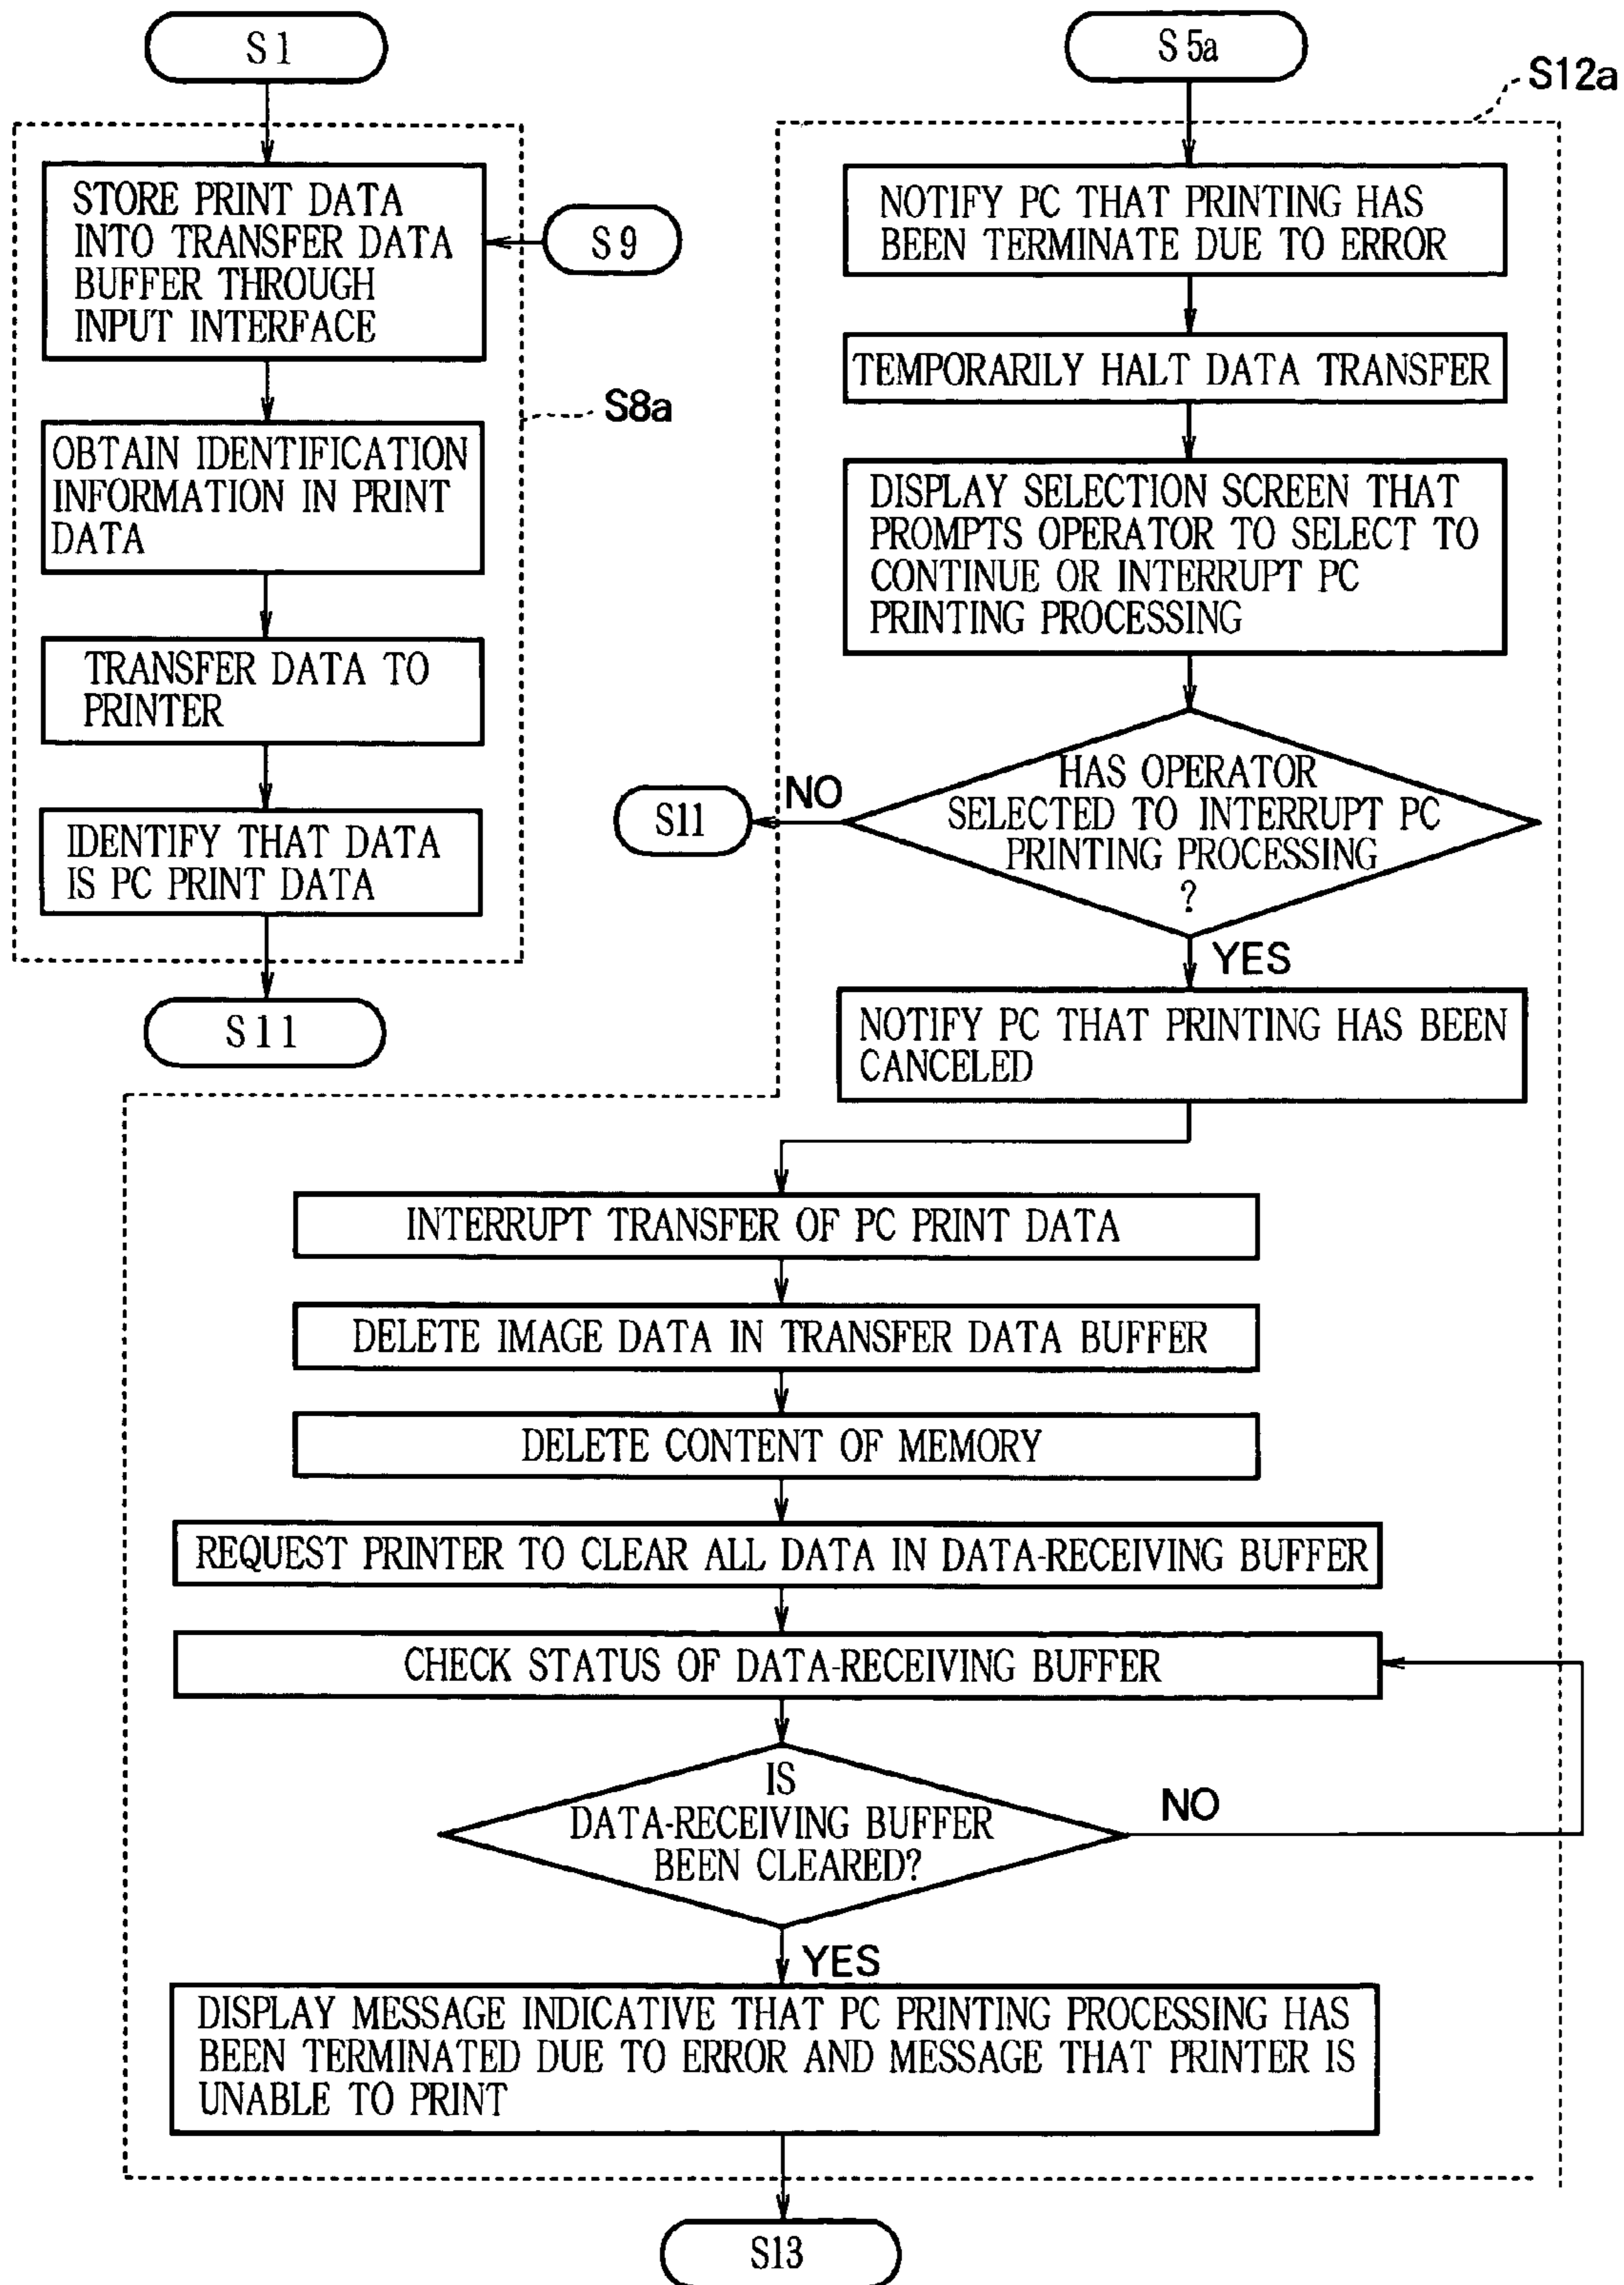 S1
STORE PRINT DATA
INTO TRANSFER DATA
BUFFER THROUGH
INPUT INTERFACE
S9
OBTAIN IDENTIFICATION
INFORMATION IN PRINT
DATA
S8a
TRANSFER DATA TO
PRINTER
IDENTIFY THAT DATA
IS PC PRINT DATA
S11
S5a
S12a
NOTIFY PC THAT PRINTING HAS
BEEN TERMINATE DUE TO ERROR
TEMPORARILY HALT DATA TRANSFER
DISPLAY SELECTION SCREEN THAT
PROMPTS OPERATOR TO SELECT TO
CONTINUE OR INTERRUPT PC
PRINTING PROCESSING
HAS OPERATOR
SELECTED TO INTERRUPT PC
PRINTING PROCESSING
?
NO
S11
YES
NOTIFY PC THAT PRINTING HAS BEEN
CANCELED
INTERRUPT TRANSFER OF PC PRINT DATA
DELETE IMAGE DATA IN TRANSFER DATA BUFFER
DELETE CONTENT OF MEMORY
REQUEST PRINTER TO CLEAR ALL DATA IN DATA-RECEIVING BUFFER
CHECK STATUS OF DATA-RECEIVING BUFFER
IS
DATA-RECEIVING BUFFER
BEEN CLEARED?
NO
YES
DISPLAY MESSAGE INDICATIVE THAT PC PRINTING PROCESSING HAS
BEEN TERMINATED DUE TO ERROR AND MESSAGE THAT PRINTER IS
UNABLE TO PRINT
S13